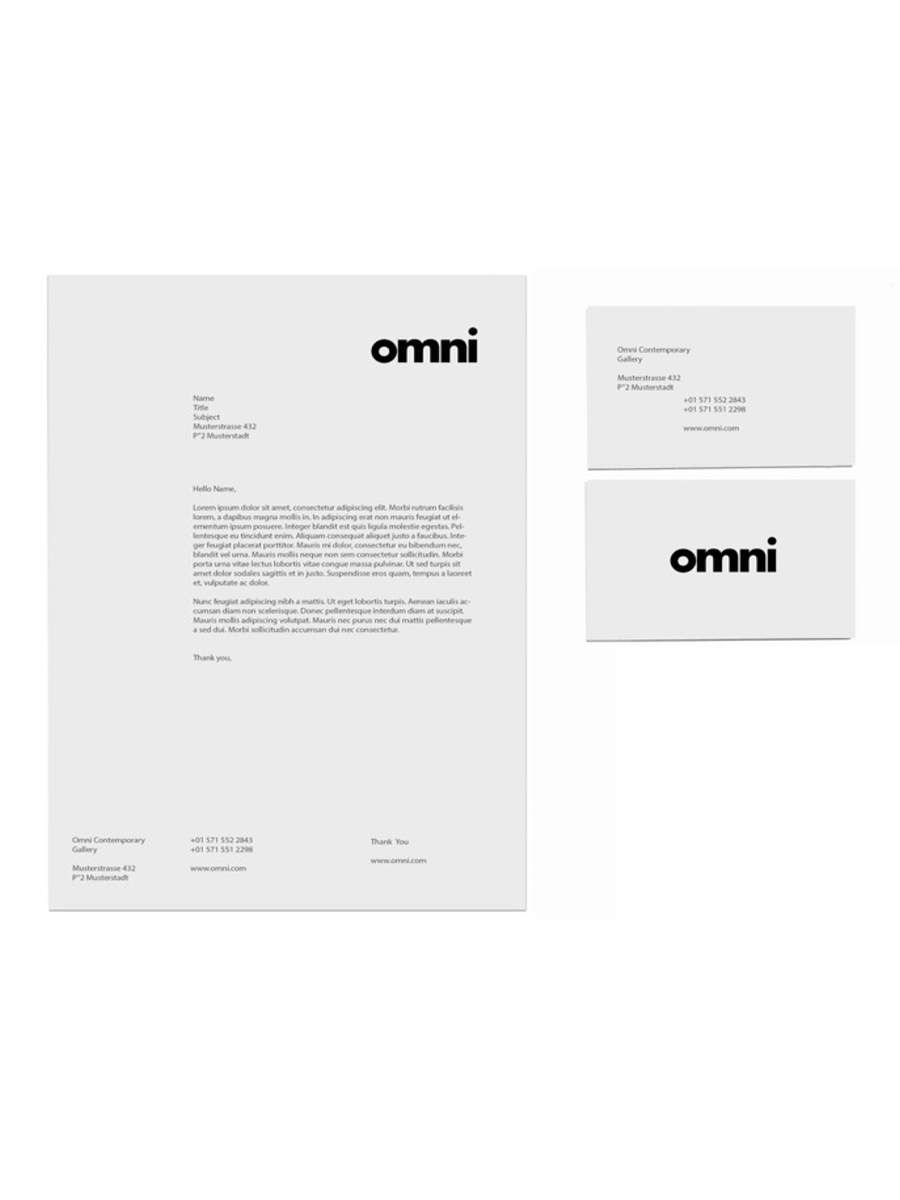 omni
Name
Title
Subject
Musterstrasse 432
P"2 Musterstadt
Hello Name,
Lorem ipsum dolor sit amet, consectetur adipiscing elit. Morbi rutrum facilisis
lorem, a dapibus magna mollis in. In adipiscing erat non mauris feugiat ut el-
ementum ipsum posuere. Integer blandit est quis ligula molestie egestas. Pel-
lentesque eu tincidunt enim. Aliquam consequat aliquet justo a faucibus. Inte-
ger feugiat placerat porttitor. Mauris mi dolor, consectetur eu bibendum nec,
blandit vel urna. Mauris mollis neque non sem consectetur sollicitudin. Morbi
porta urna vitae lectus lobortis vitae congue massa pulvinar. Ut sed turpis sit
amet dolor sodales sagittis et in justo. Suspendisse eros quam, tempus a laoreet
et, vulputate ac dolor.
Nunc feugiat adipiscing nibh a mattis. Ut eget lobortis turpis. Aenean iaculis ac-
cumsan diam non scelerisque. Donec pellentesque interdum diam at suscipit.
Mauris mollis adipiscing volutpat. Mauris nec purus nec dui mattis pellentesque
a sed dui. Morbi sollicitudin accumsan dui nec consectetur.
Thank you,
Omni Contemporary
Gallery
Musterstrasse 432
P"2 Musterstadt
+01 571 552 2843
+01 571 551 2298
www.omni.com
Thank You
www.omni.com
Omni Contemporary
Gallery
Musterstrasse 432
P"2 Musterstadt
+01 571 552 2843
+01 571 551 2298
www.omni.com
omni